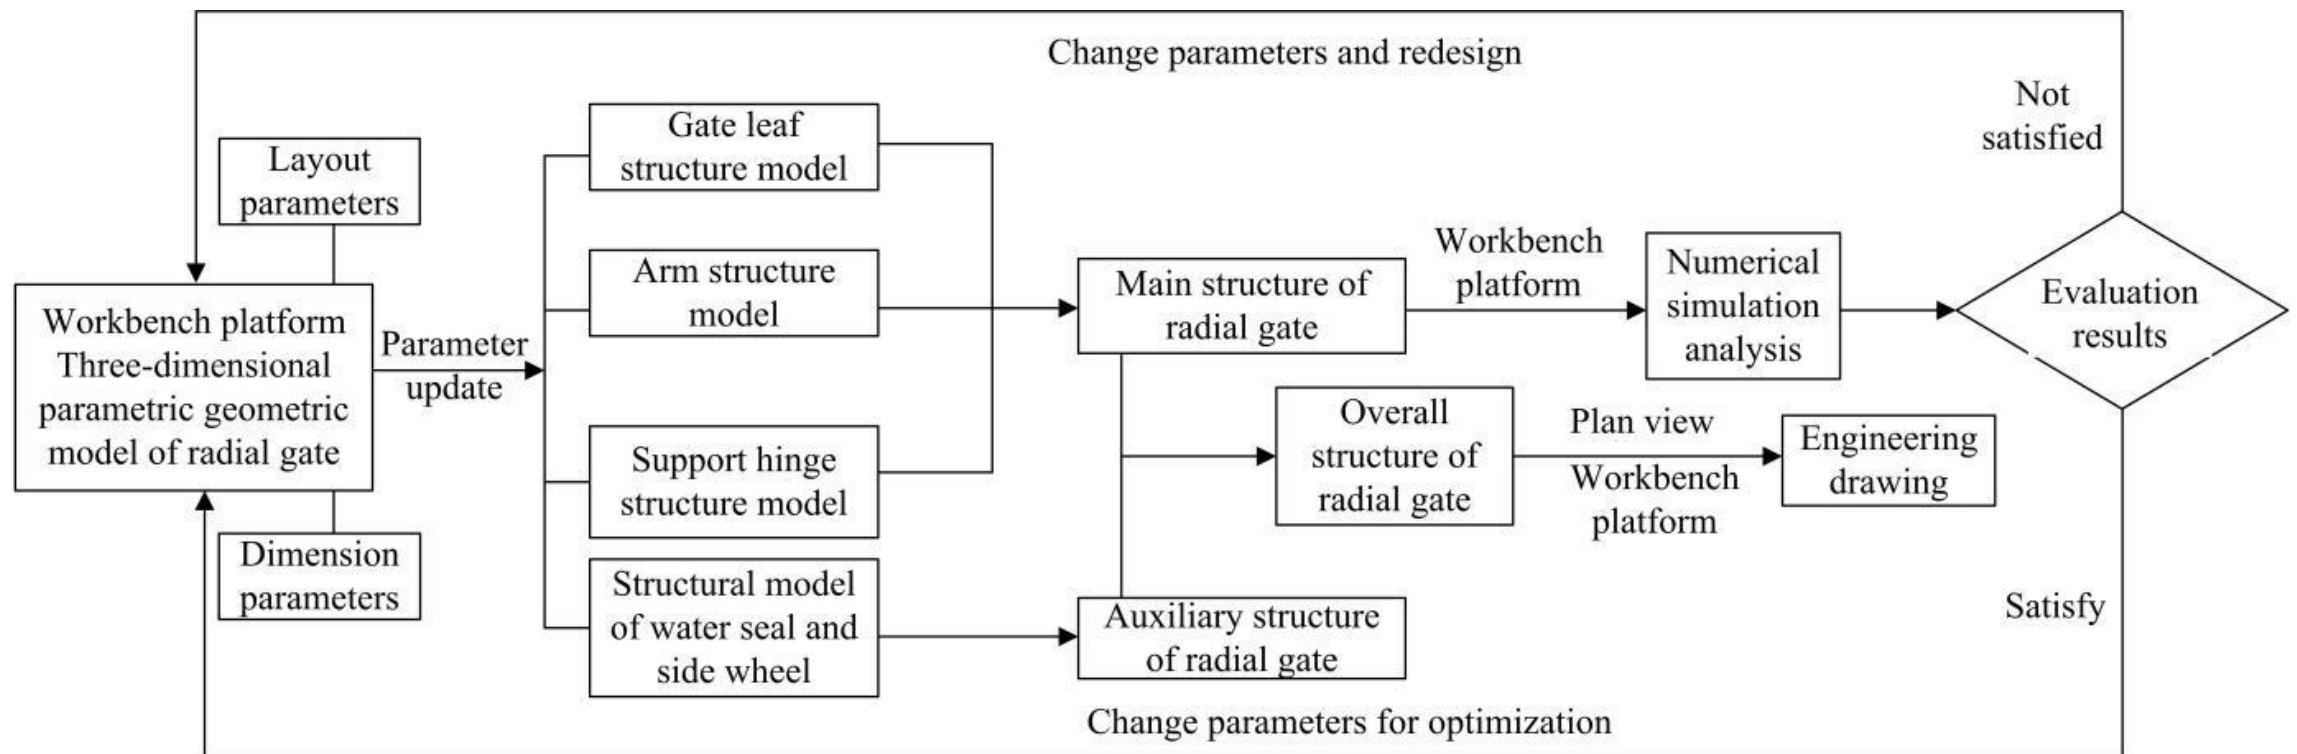 Change parameters and redesign
Not
satisfied
Layout
parameters
Workbench platform
Three-dimensional
parametric geometric
model of radial gate
Dimension
parameters
Parameter
update
Gate leaf
structure model
Arm structure
model
Support hinge
structure model
Structural model
of water seal and
side wheel
Main structure of
radial gate
Workbench
platform
Numerical
simulation
analysis
Evaluation
results
Overall
structure of
radial gate
Plan view
Workbench
platform
Engineering
drawing
Auxiliary structure
of radial gate
Satisfy
Change parameters for optimization